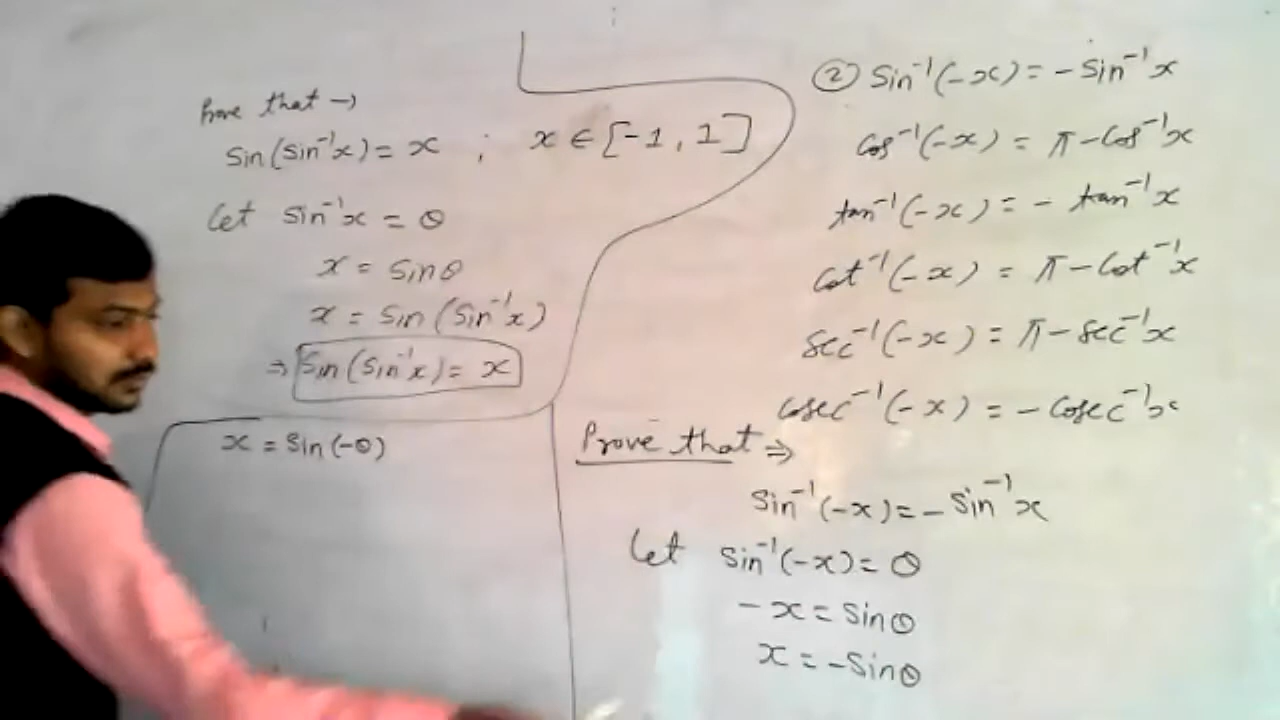 Prove that →
Sin(Sin⁻¹x) = x ; x ∈ [-1, 1]
Let Sin⁻¹x = θ
x = Sinθ
x = Sin(Sin⁻¹x)
⇒ Sin(Sin⁻¹x) = x
② Sin⁻¹(-x) = -Sin⁻¹x
Cos⁻¹(-x) = π - Cos⁻¹x
tan⁻¹(-x) = - tan⁻¹x
Cot⁻¹(-x) = π - Cot⁻¹x
Sec⁻¹(-x) = π - Sec⁻¹x
Cosec⁻¹(-x) = - Cosec⁻¹x
Prove that ⇒
Sin⁻¹(-x) = - Sin⁻¹x
Let Sin⁻¹(-x) = θ
-x = Sinθ
x = -Sinθ
x = Sin(-θ)